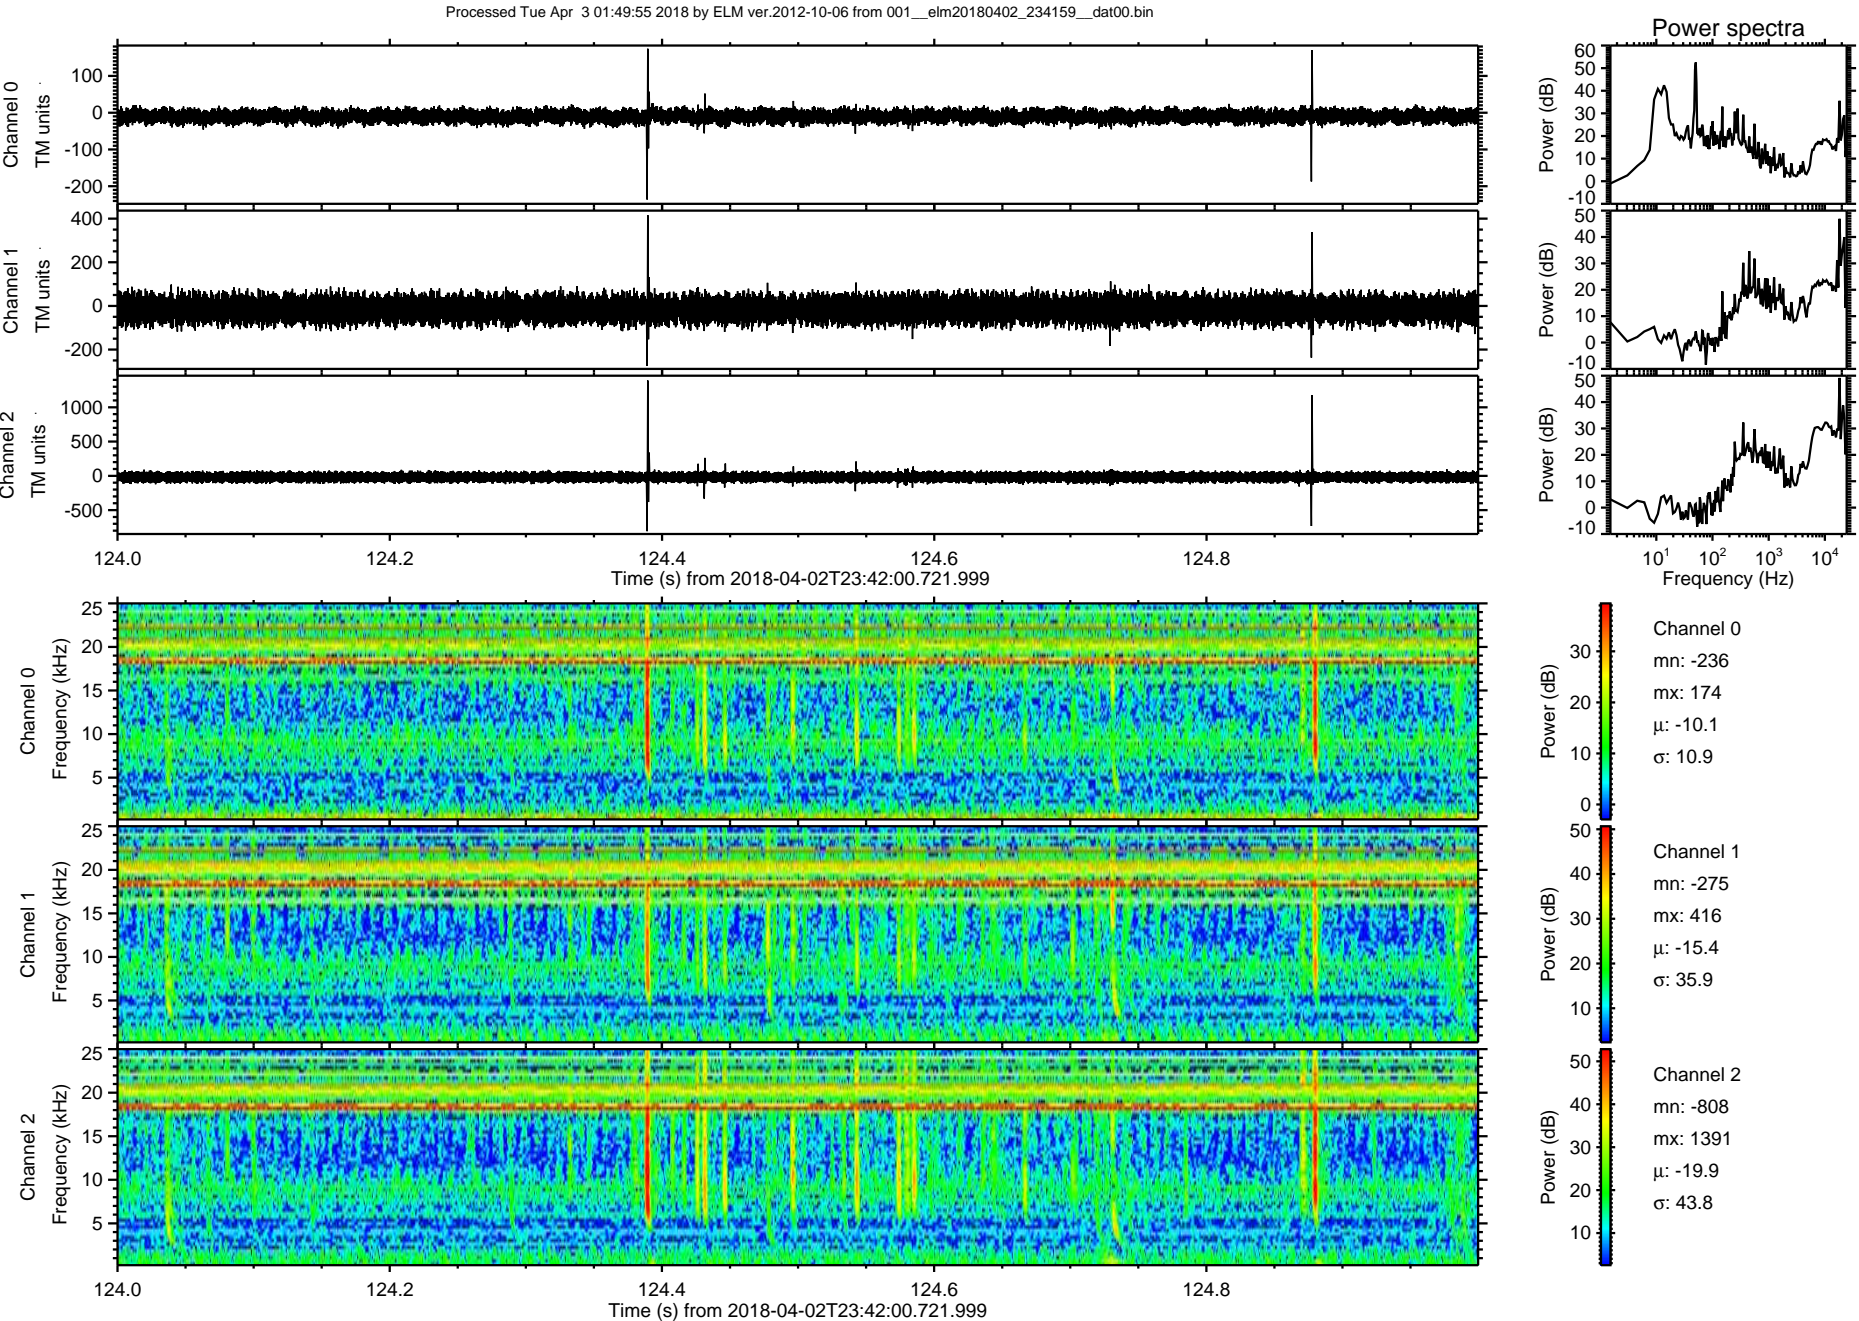 Processed Tue Apr  3 01:49:55 2018 by ELM ver.2012-10-06 from 001__elm20180402_234159__dat00.bin
Power spectra
Channel 0
TM units
100
0
-100
-200
Power (dB)
60
50
40
30
20
10
0
-10
Channel 1
TM units
400
200
0
-200
Power (dB)
50
40
30
20
10
0
-10
Channel 2
TM units
1000
500
0
-500
Power (dB)
50
40
30
20
10
0
-10
124.0 124.2 124.4 124.6 124.8
Time (s) from 2018-04-02T23:42:00.721.999
10¹ 10² 10³ 10⁴
Frequency (Hz)
Channel 0
Frequency (kHz)
25
20
15
10
5
Power (dB)
30
20
10
0
Channel 0
mn: -236
mx: 174
μ: -10.1
σ: 10.9
Channel 1
Frequency (kHz)
25
20
15
10
5
Power (dB)
50
40
30
20
10
Channel 1
mn: -275
mx: 416
μ: -15.4
σ: 35.9
Channel 2
Frequency (kHz)
25
20
15
10
5
Power (dB)
50
40
30
20
10
Channel 2
mn: -808
mx: 1391
μ: -19.9
σ: 43.8
124.0 124.2 124.4 124.6 124.8
Time (s) from 2018-04-02T23:42:00.721.999